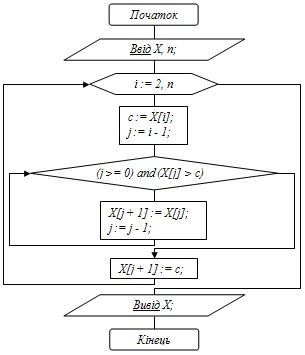 Початок
Ввід X, n;
i := 2, n
c := X[i];
j := i - 1;
(j >= 0) and (X[j] > c)
X[j + 1] := X[j];
j := j - 1;
X[j + 1] := c;
Вивід X;
Кінець